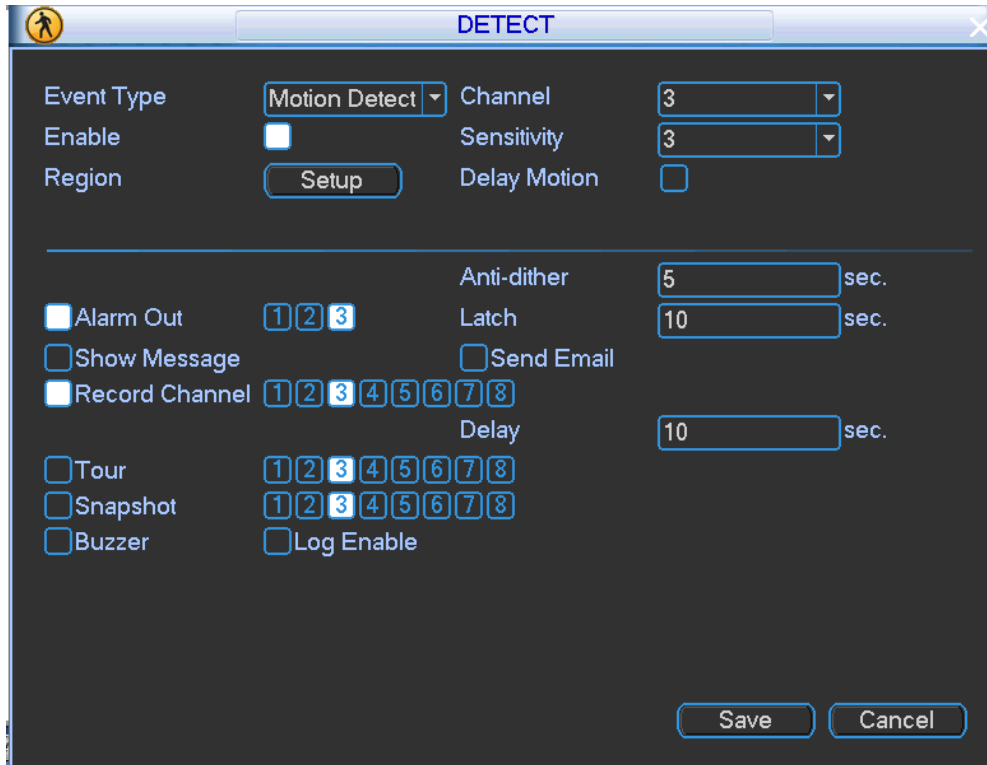 DETECT
Event Type Motion Detect Channel 3
Enable Sensitivity 3
Region Setup Delay Motion
Anti-dither 5 sec.
Alarm Out 1 2 3 Latch 10 sec.
Show Message Send Email
Record Channel 1 2 3 4 5 6 7 8
Delay 10 sec.
Tour 1 2 3 4 5 6 7 8
Snapshot 1 2 3 4 5 6 7 8
Buzzer Log Enable
Save Cancel